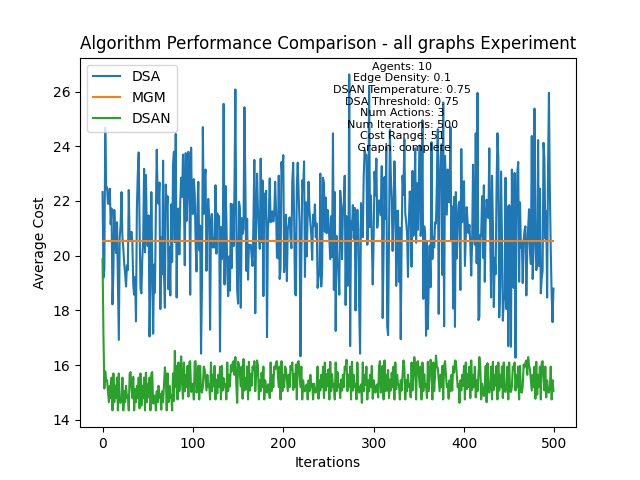 Algorithm Performance Comparison - all graphs Experiment
DSA
MGM
DSAN
Agents: 10
Edge Density: 0.1
DSAN Temperature: 0.75
DSA Threshold: 0.75
Num Actions: 3
Num Iterations: 500
Cost Range: 51
Graph: complete
Average Cost
26
24
22
20
18
16
14
0
100
200
300
400
500
Iterations